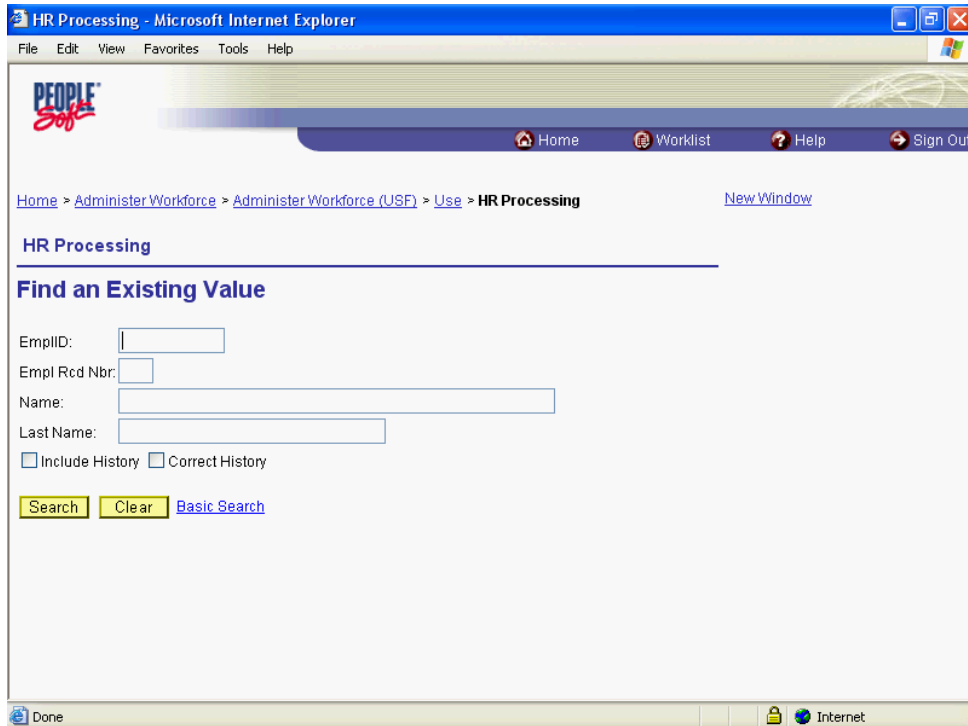 HR Processing - Microsoft Internet Explorer
File Edit View Favorites Tools Help
PEOPLE
Soft
Home Worklist Help Sign Out
Home > Administer Workforce > Administer Workforce (USF) > Use > HR Processing New Window
HR Processing
Find an Existing Value
EmplID:
Empl Rcd Nbr:
Name:
Last Name:
Include History Correct History
Search Clear Basic Search
Done Internet